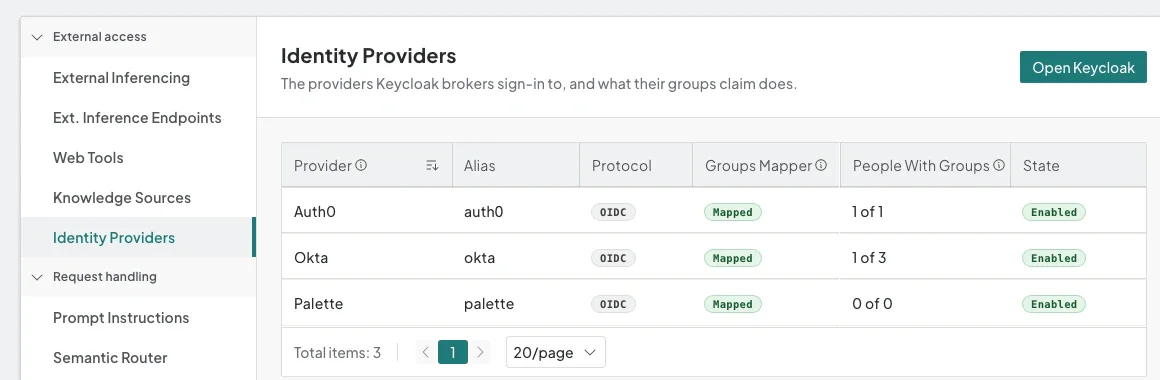 External access
External Inferencing
Ext. Inference Endpoints
Web Tools
Knowledge Sources
Identity Providers
Request handling
Prompt Instructions
Semantic Router
Identity Providers
The providers Keycloak brokers sign-in to, and what their groups claim does.
Open Keycloak
Provider Alias Protocol Groups Mapper People With Groups State
Auth0 auth0 OIDC Mapped 1 of 1 Enabled
Okta okta OIDC Mapped 1 of 3 Enabled
Palette palette OIDC Mapped 0 of 0 Enabled
Total items: 3 1 20/page